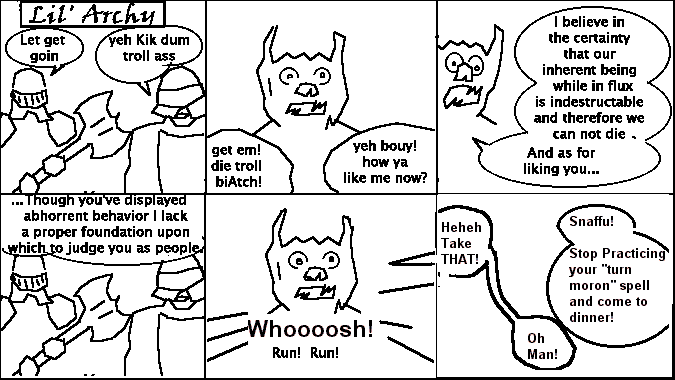 Lil' Archy
Let get
goin
yeh Kik dum
troll ass
get ern!
die troll
biAtch!
yeh bouy!
how ya
like me now?
I believe in
the certainty
that our
inherent being
while in flux
is indestructable
and therefore we
can not die .
And as for
liking you...
...Though you've displayed
abhorrent behavior I lack
a proper foundation upon
which to judge you as people.
Whoooosh!
Run! Run!
Heheh
Take
THAT!
Snaffu!
Stop Practicing
your "turn
moron" spell
and come to
dinner!
Oh
Man!